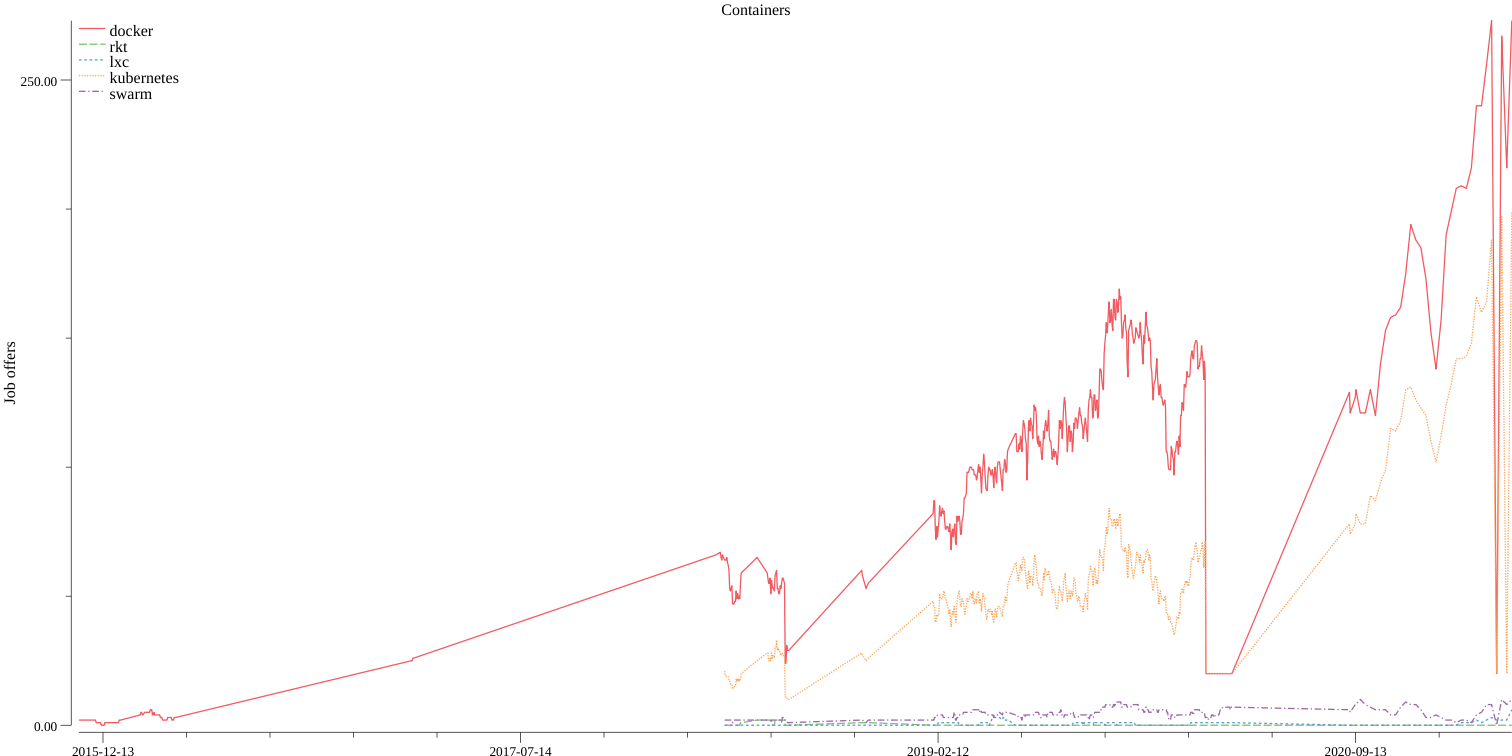 Containers
docker
rkt
lxc
kubernetes
swarm
250.00
Job offers
0.00
2015-12-13
2017-07-14
2019-02-12
2020-09-13